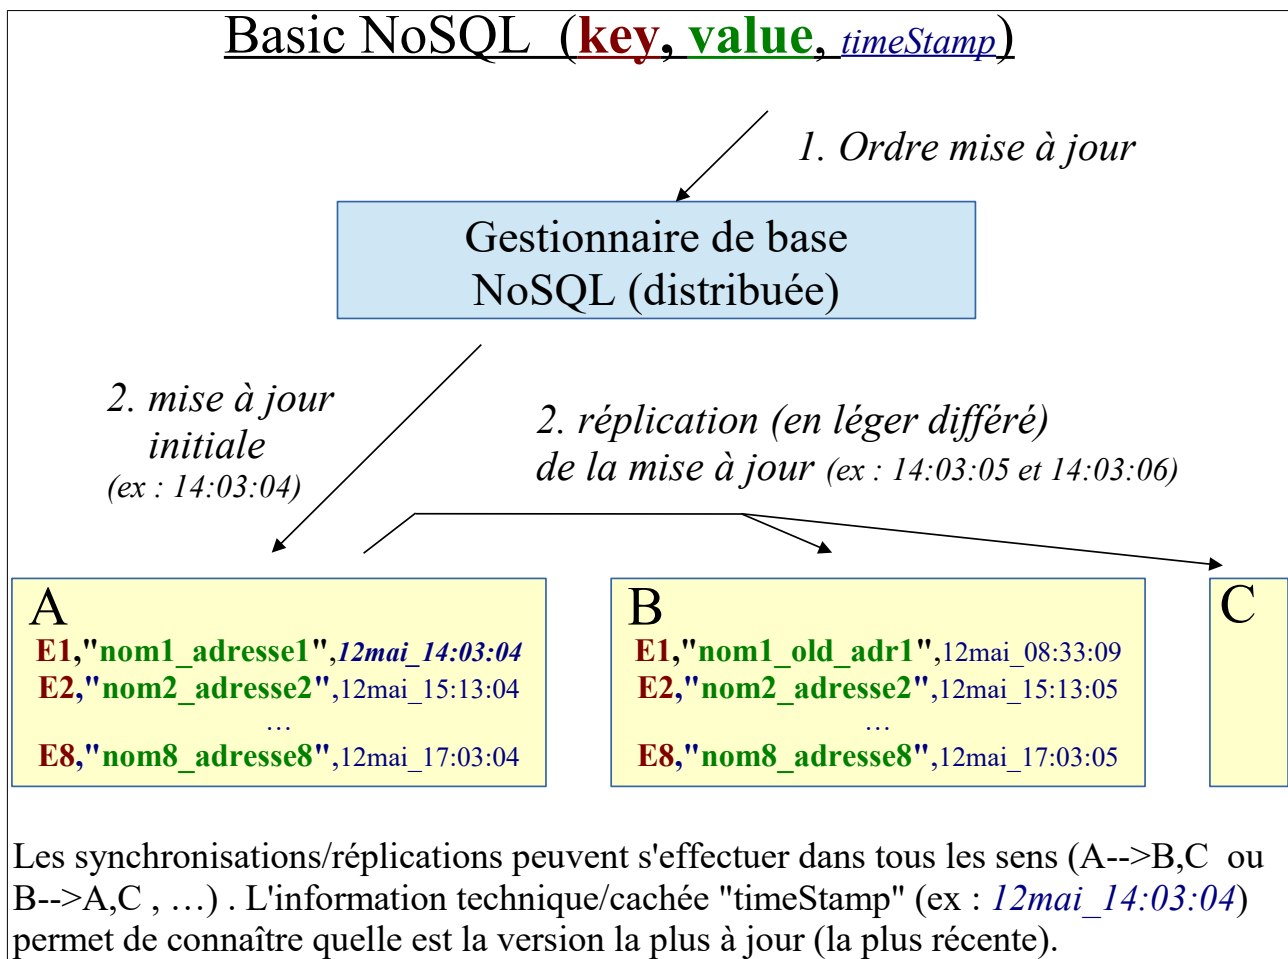 Basic NoSQL (key, value, timeStamp)
1. Ordre mise à jour
Gestionnaire de base
NoSQL (distribuée)
2. mise à jour
initiale
(ex : 14:03:04)
2. réplication (en léger différé)
de la mise à jour (ex : 14:03:05 et 14:03:06)
A
E1,"nom1_adresse1",12mai_14:03:04
E2,"nom2_adresse2",12mai_15:13:04
…
E8,"nom8_adresse8",12mai_17:03:04
B
E1,"nom1_old_adr1",12mai_08:33:09
E2,"nom2_adresse2",12mai_15:13:05
…
E8,"nom8_adresse8",12mai_17:03:05
C
Les synchronisations/réplications peuvent s'effectuer dans tous les sens (A-->B,C ou
B-->A,C , …) . L'information technique/cachée "timeStamp" (ex : 12mai_14:03:04)
permet de connaître quelle est la version la plus à jour (la plus récente).